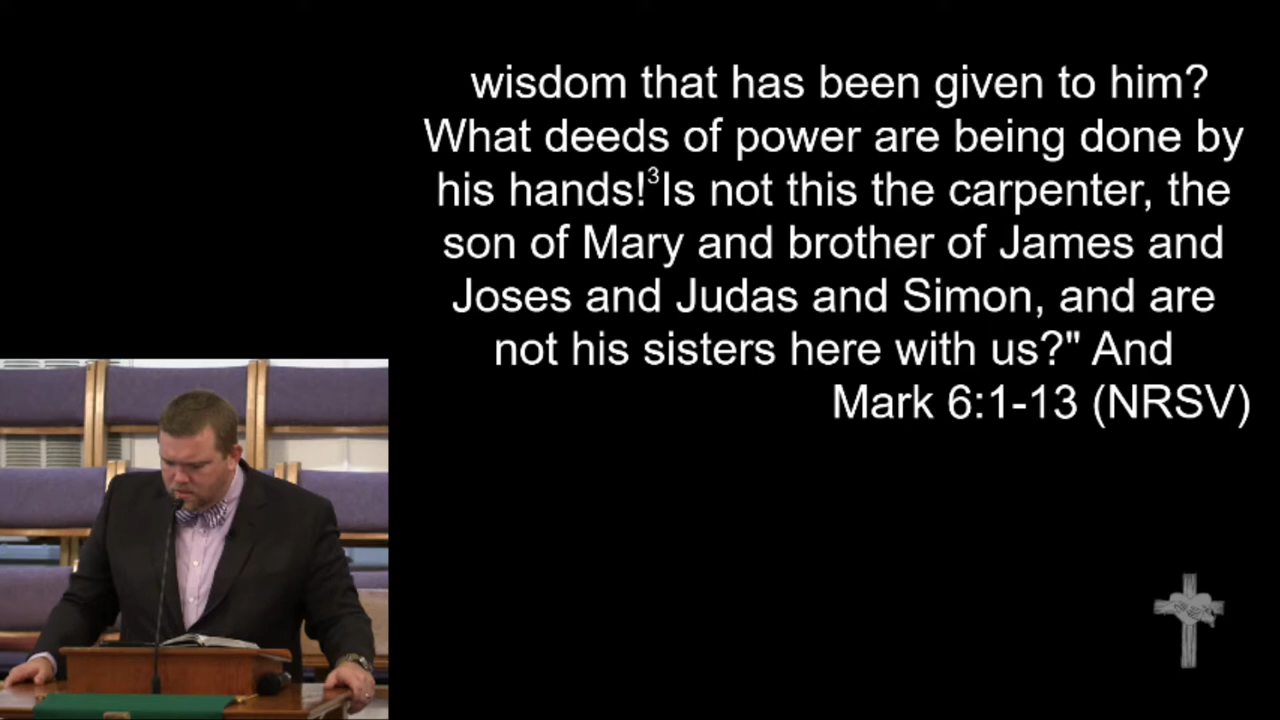 wisdom that has been given to him?
What deeds of power are being done by
his hands!³Is not this the carpenter, the
son of Mary and brother of James and
Joses and Judas and Simon, and are
not his sisters here with us?" And
Mark 6:1-13 (NRSV)